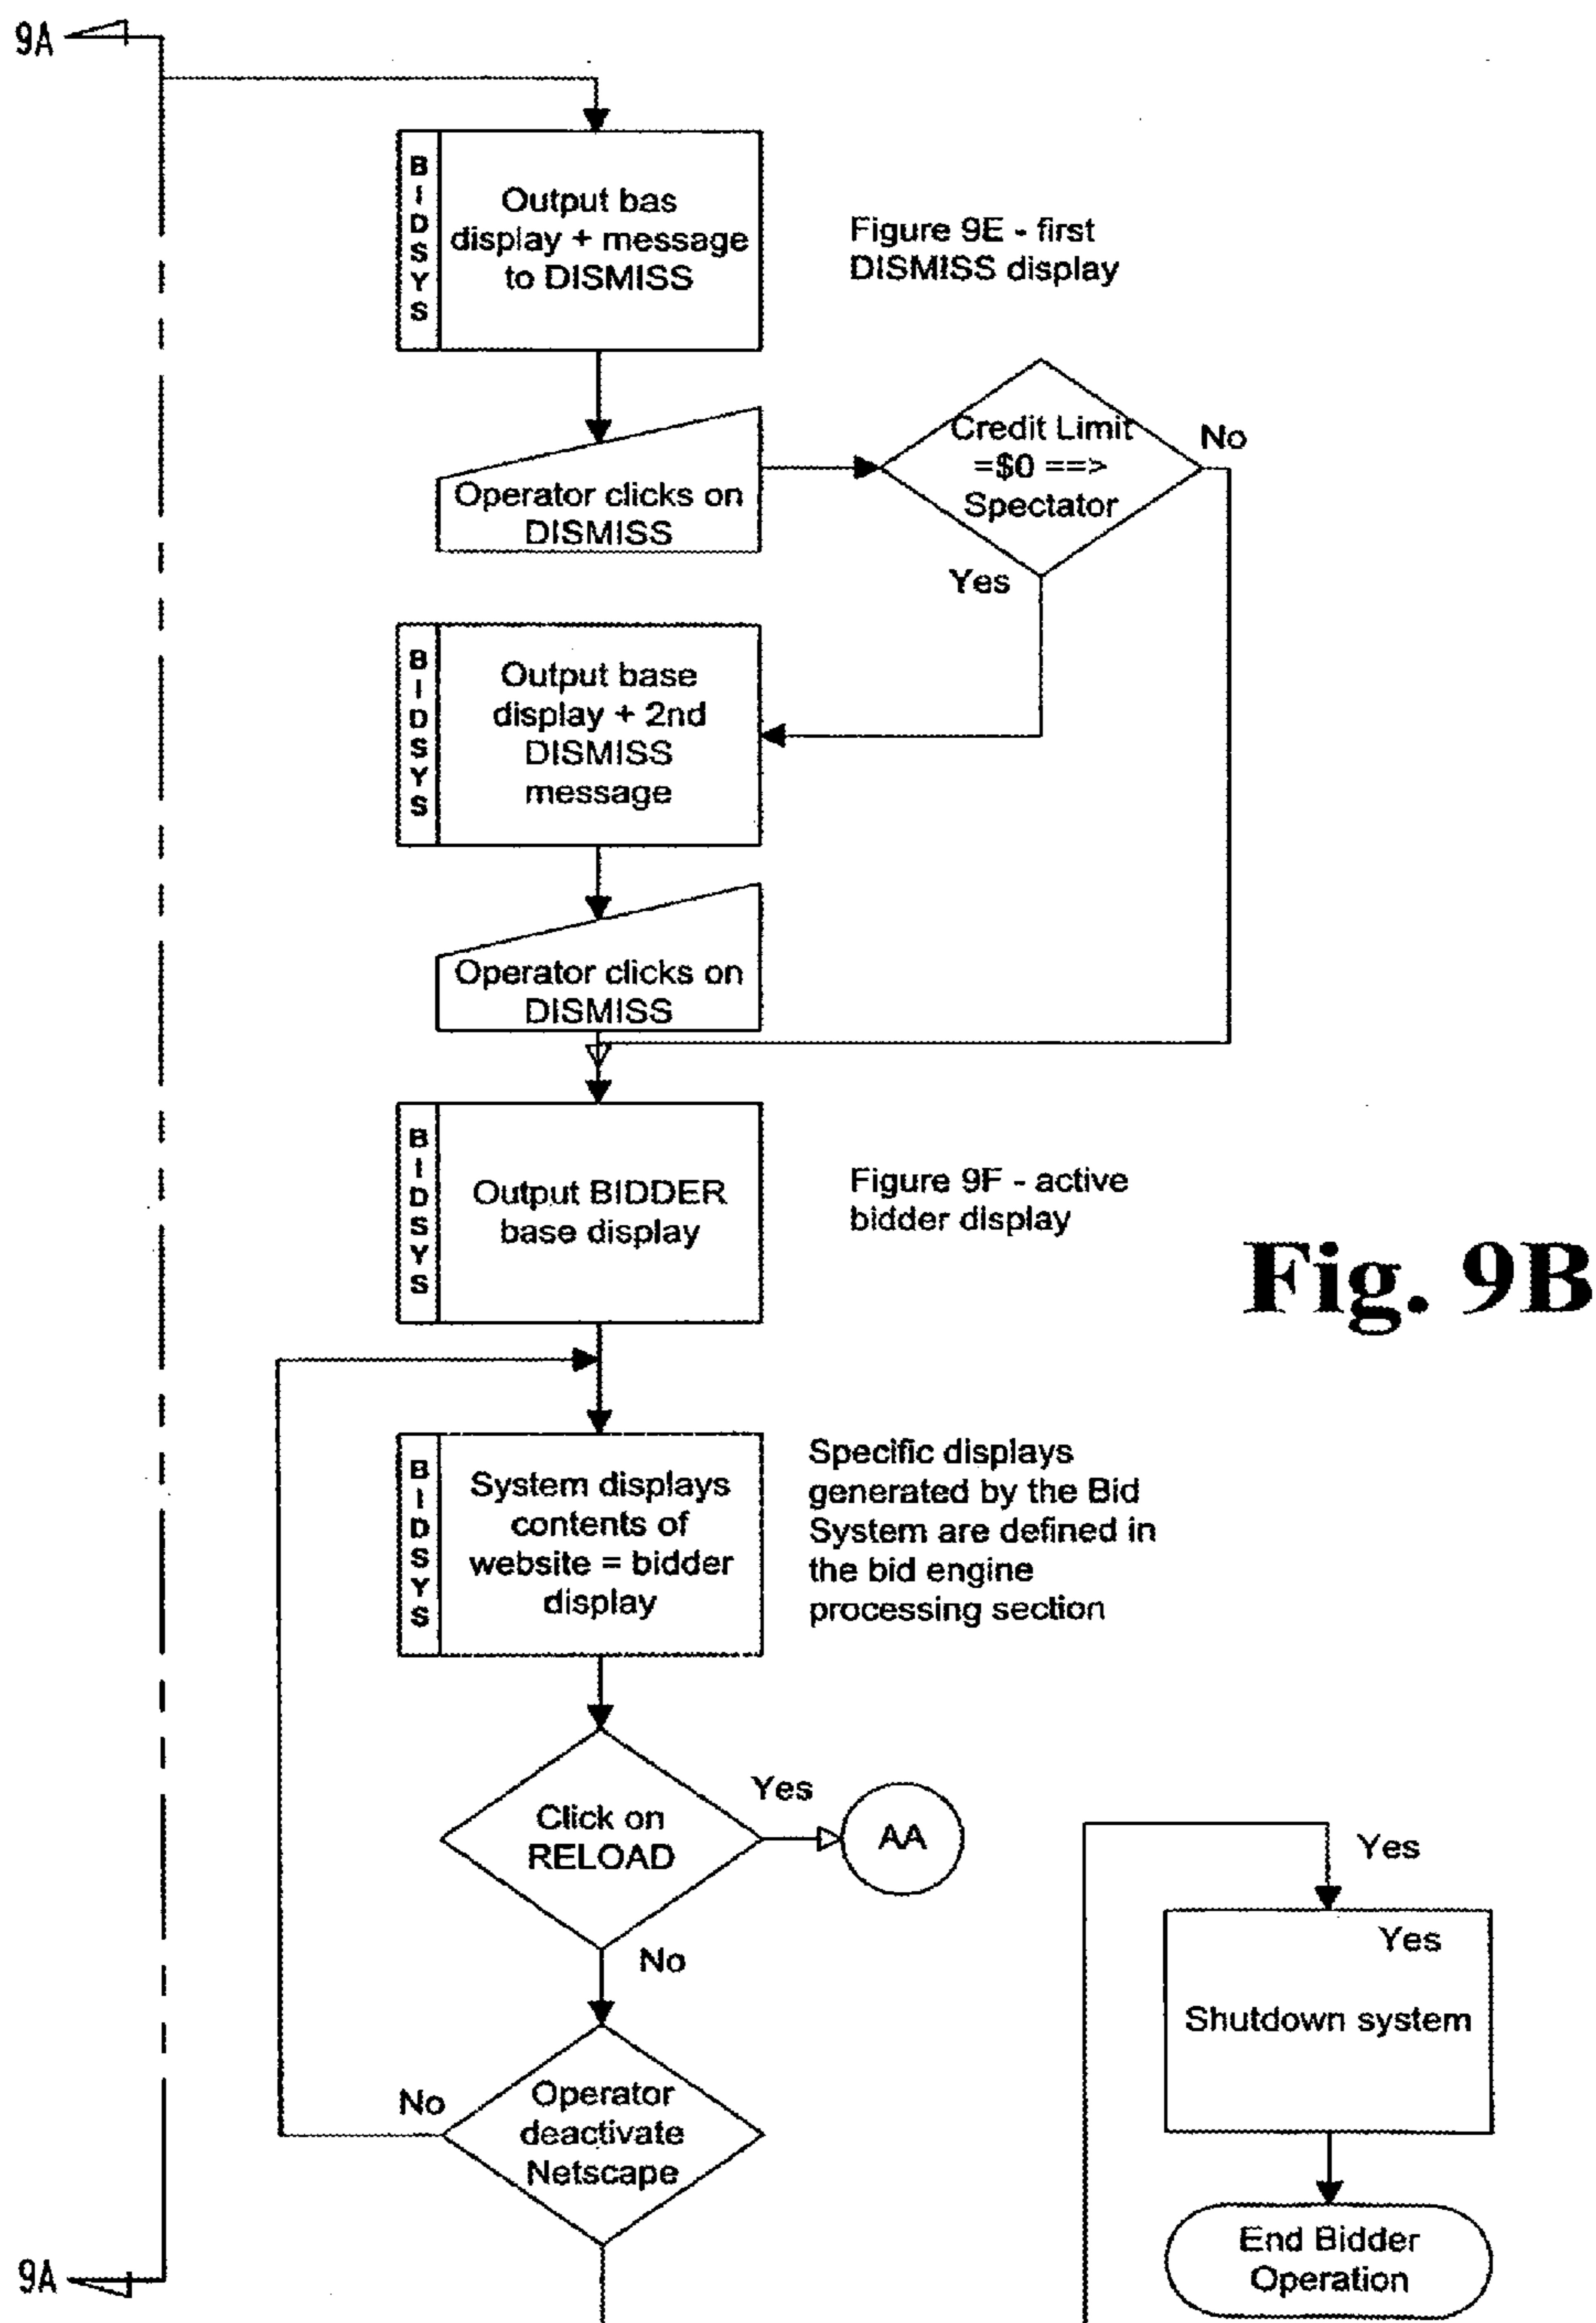 9A
BIDSYS
Output bas
display + message
to DISMISS
Figure 9E - first
DISMISS display
Operator clicks on
DISMISS
Credit Limit
=$0 ==>
Spectator
No
Yes
BIDSYS
Output base
display + 2nd
DISMISS
message
Operator clicks on
DISMISS
BIDSYS
Output BIDDER
base display
Figure 9F - active
bidder display
Fig. 9B
BIDSYS
System displays
contents of
website = bidder
display
Specific displays
generated by the Bid
System are defined in
the bid engine
processing section
Click on
RELOAD
Yes
AA
No
Operator
deactivate
Netscape
No
Yes
Yes
Shutdown system
End Bidder
Operation
9A